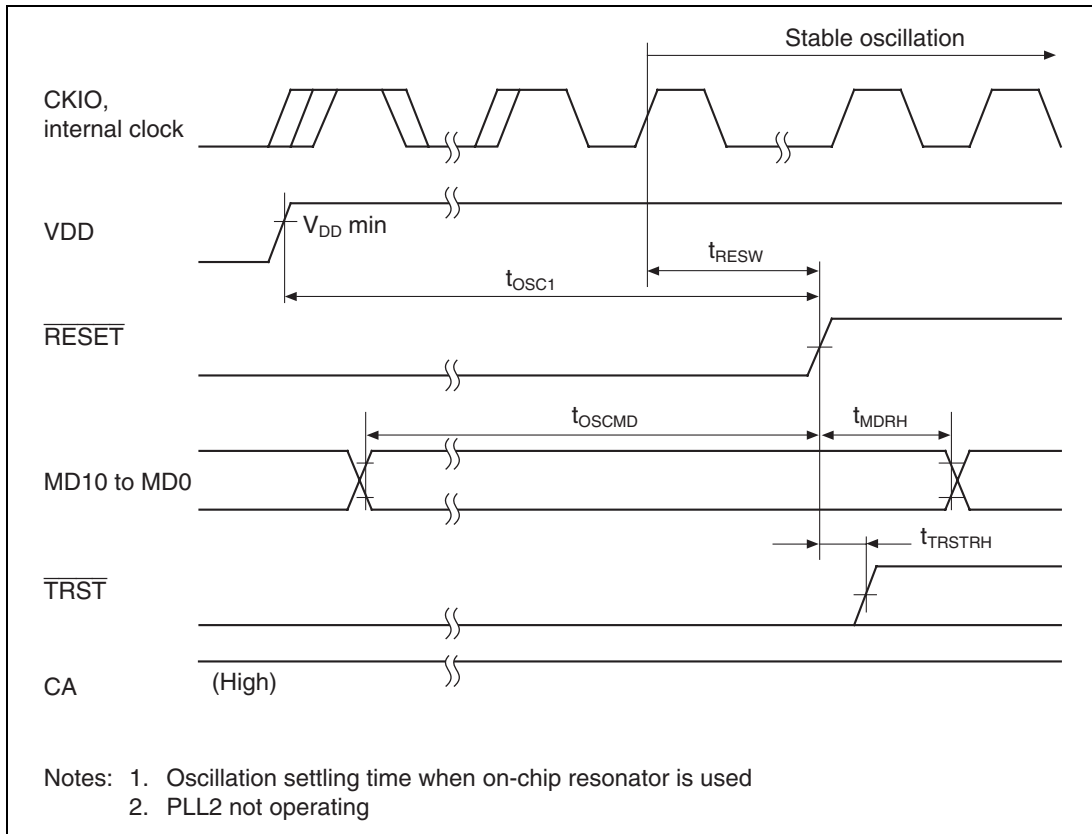 Stable oscillation
CKIO,
internal clock
VDD
VDD min
tRESW
tOSC1
RESET
tOSCMD
tMDRH
MD10 to MD0
tTRSTRH
TRST
CA
(High)
Notes: 1. Oscillation settling time when on-chip resonator is used
2. PLL2 not operating